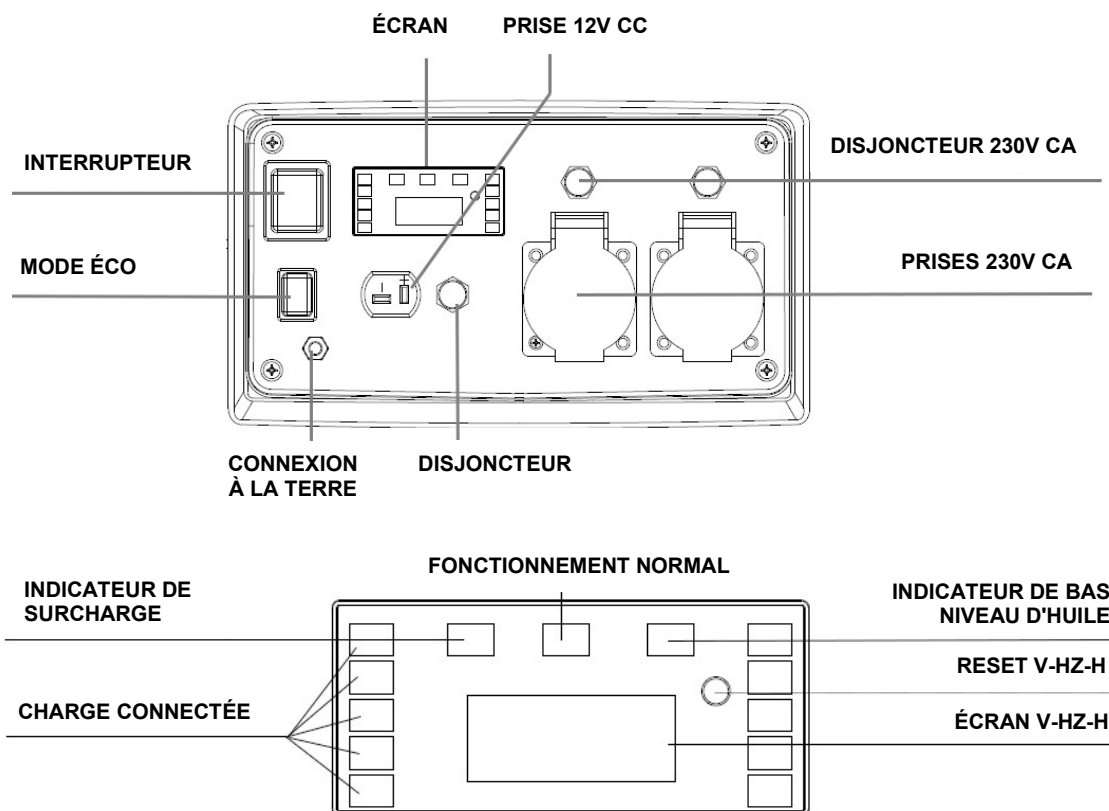 ÉCRAN
PRISE 12V CC
INTERRUPTEUR
DISJONCTEUR 230V CA
MODE ÉCO
PRISES 230V CA
CONNEXION
À LA TERRE
DISJONCTEUR
FONCTIONNEMENT NORMAL
INDICATEUR DE
SURCHARGE
INDICATEUR DE BAS
NIVEAU D'HUILE
RESET V-HZ-H
CHARGE CONNECTÉE
ÉCRAN V-HZ-H